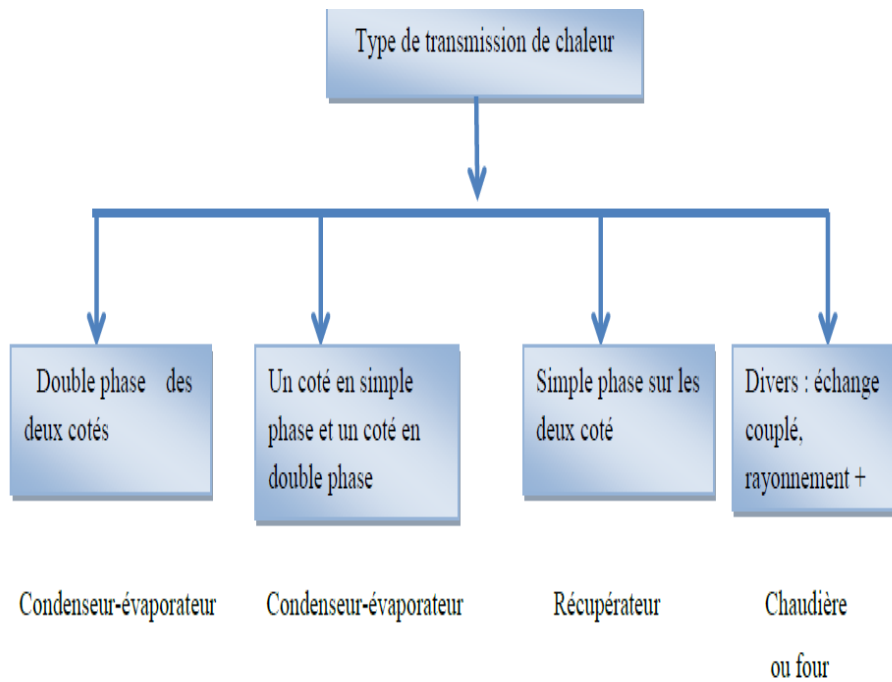 Type de transmission de chaleur
Double phase des
deux cotés
Un coté en simple
phase et un coté en
double phase
Simple phase sur les
deux coté
Divers : échange
couplé,
rayonnement +
Condenseur-évaporateur
Condenseur-évaporateur
Récupérateur
Chaudière
ou four